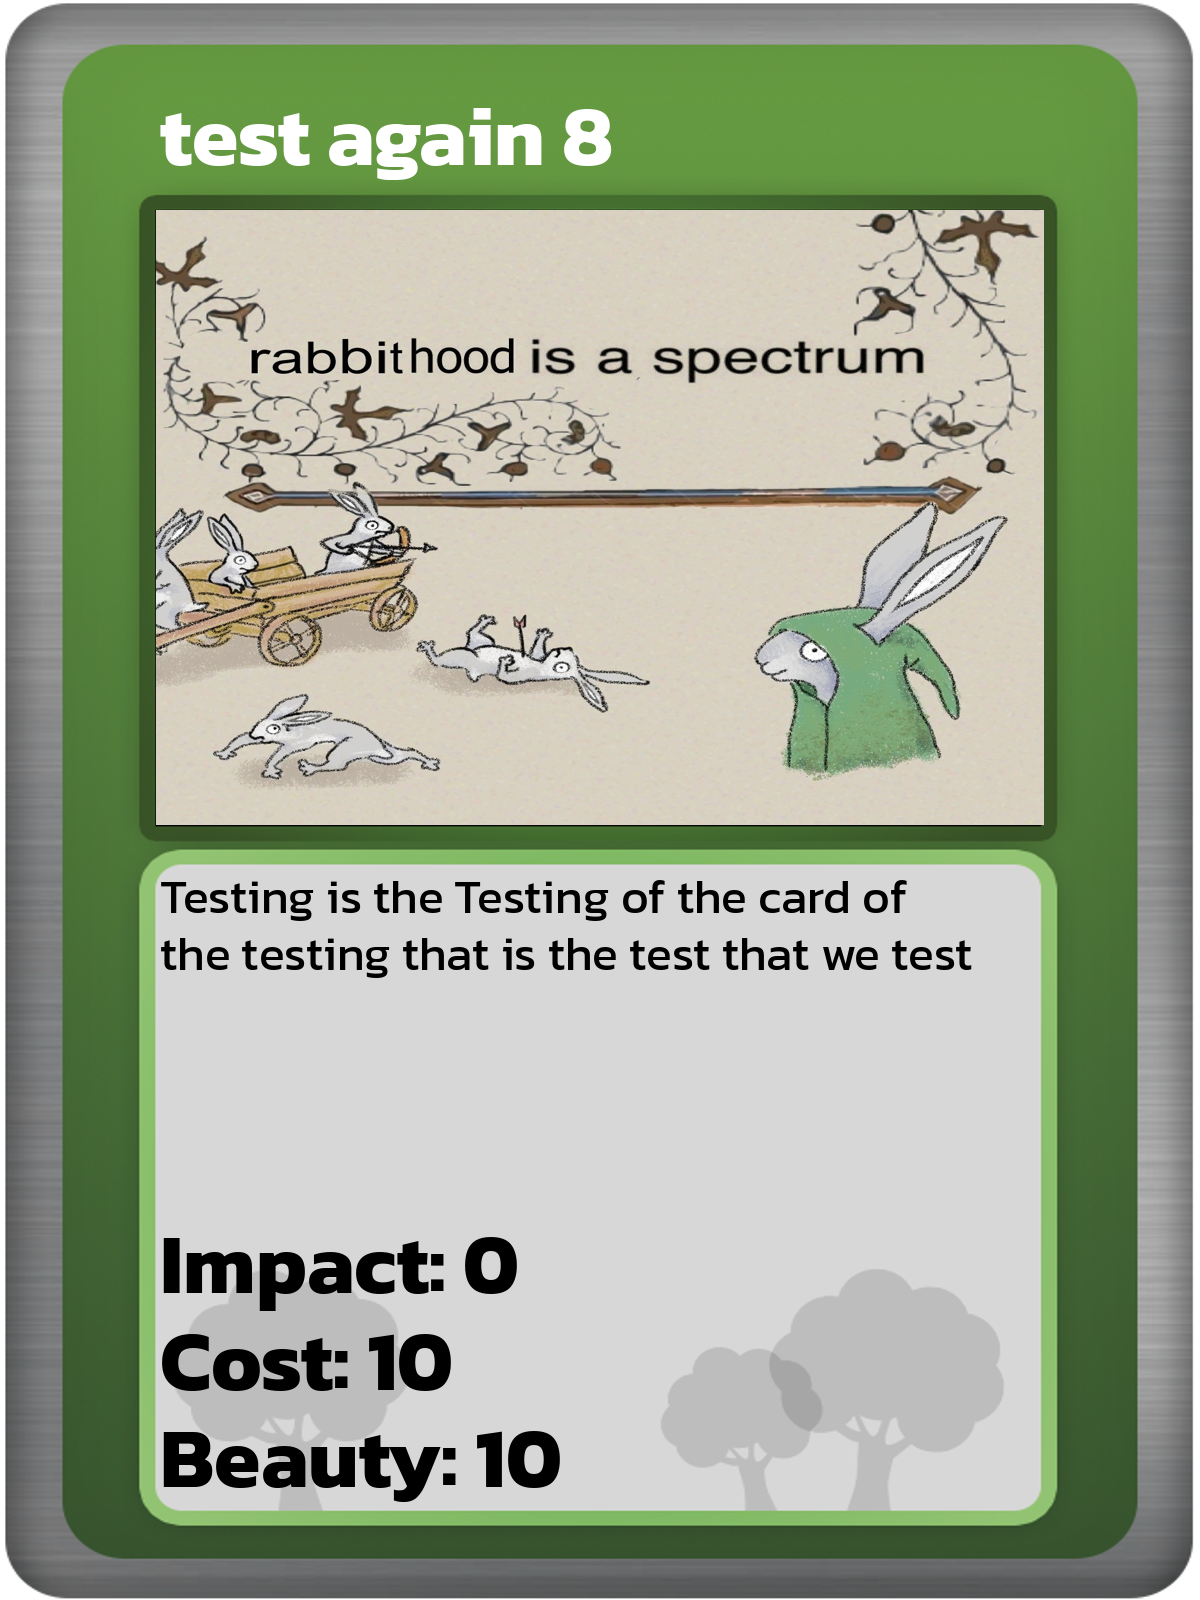 test again 8
rabbithood is a spectrum
Testing is the Testing of the card of
the testing that is the test that we test
Impact: 0
Cost: 10
Beauty: 10